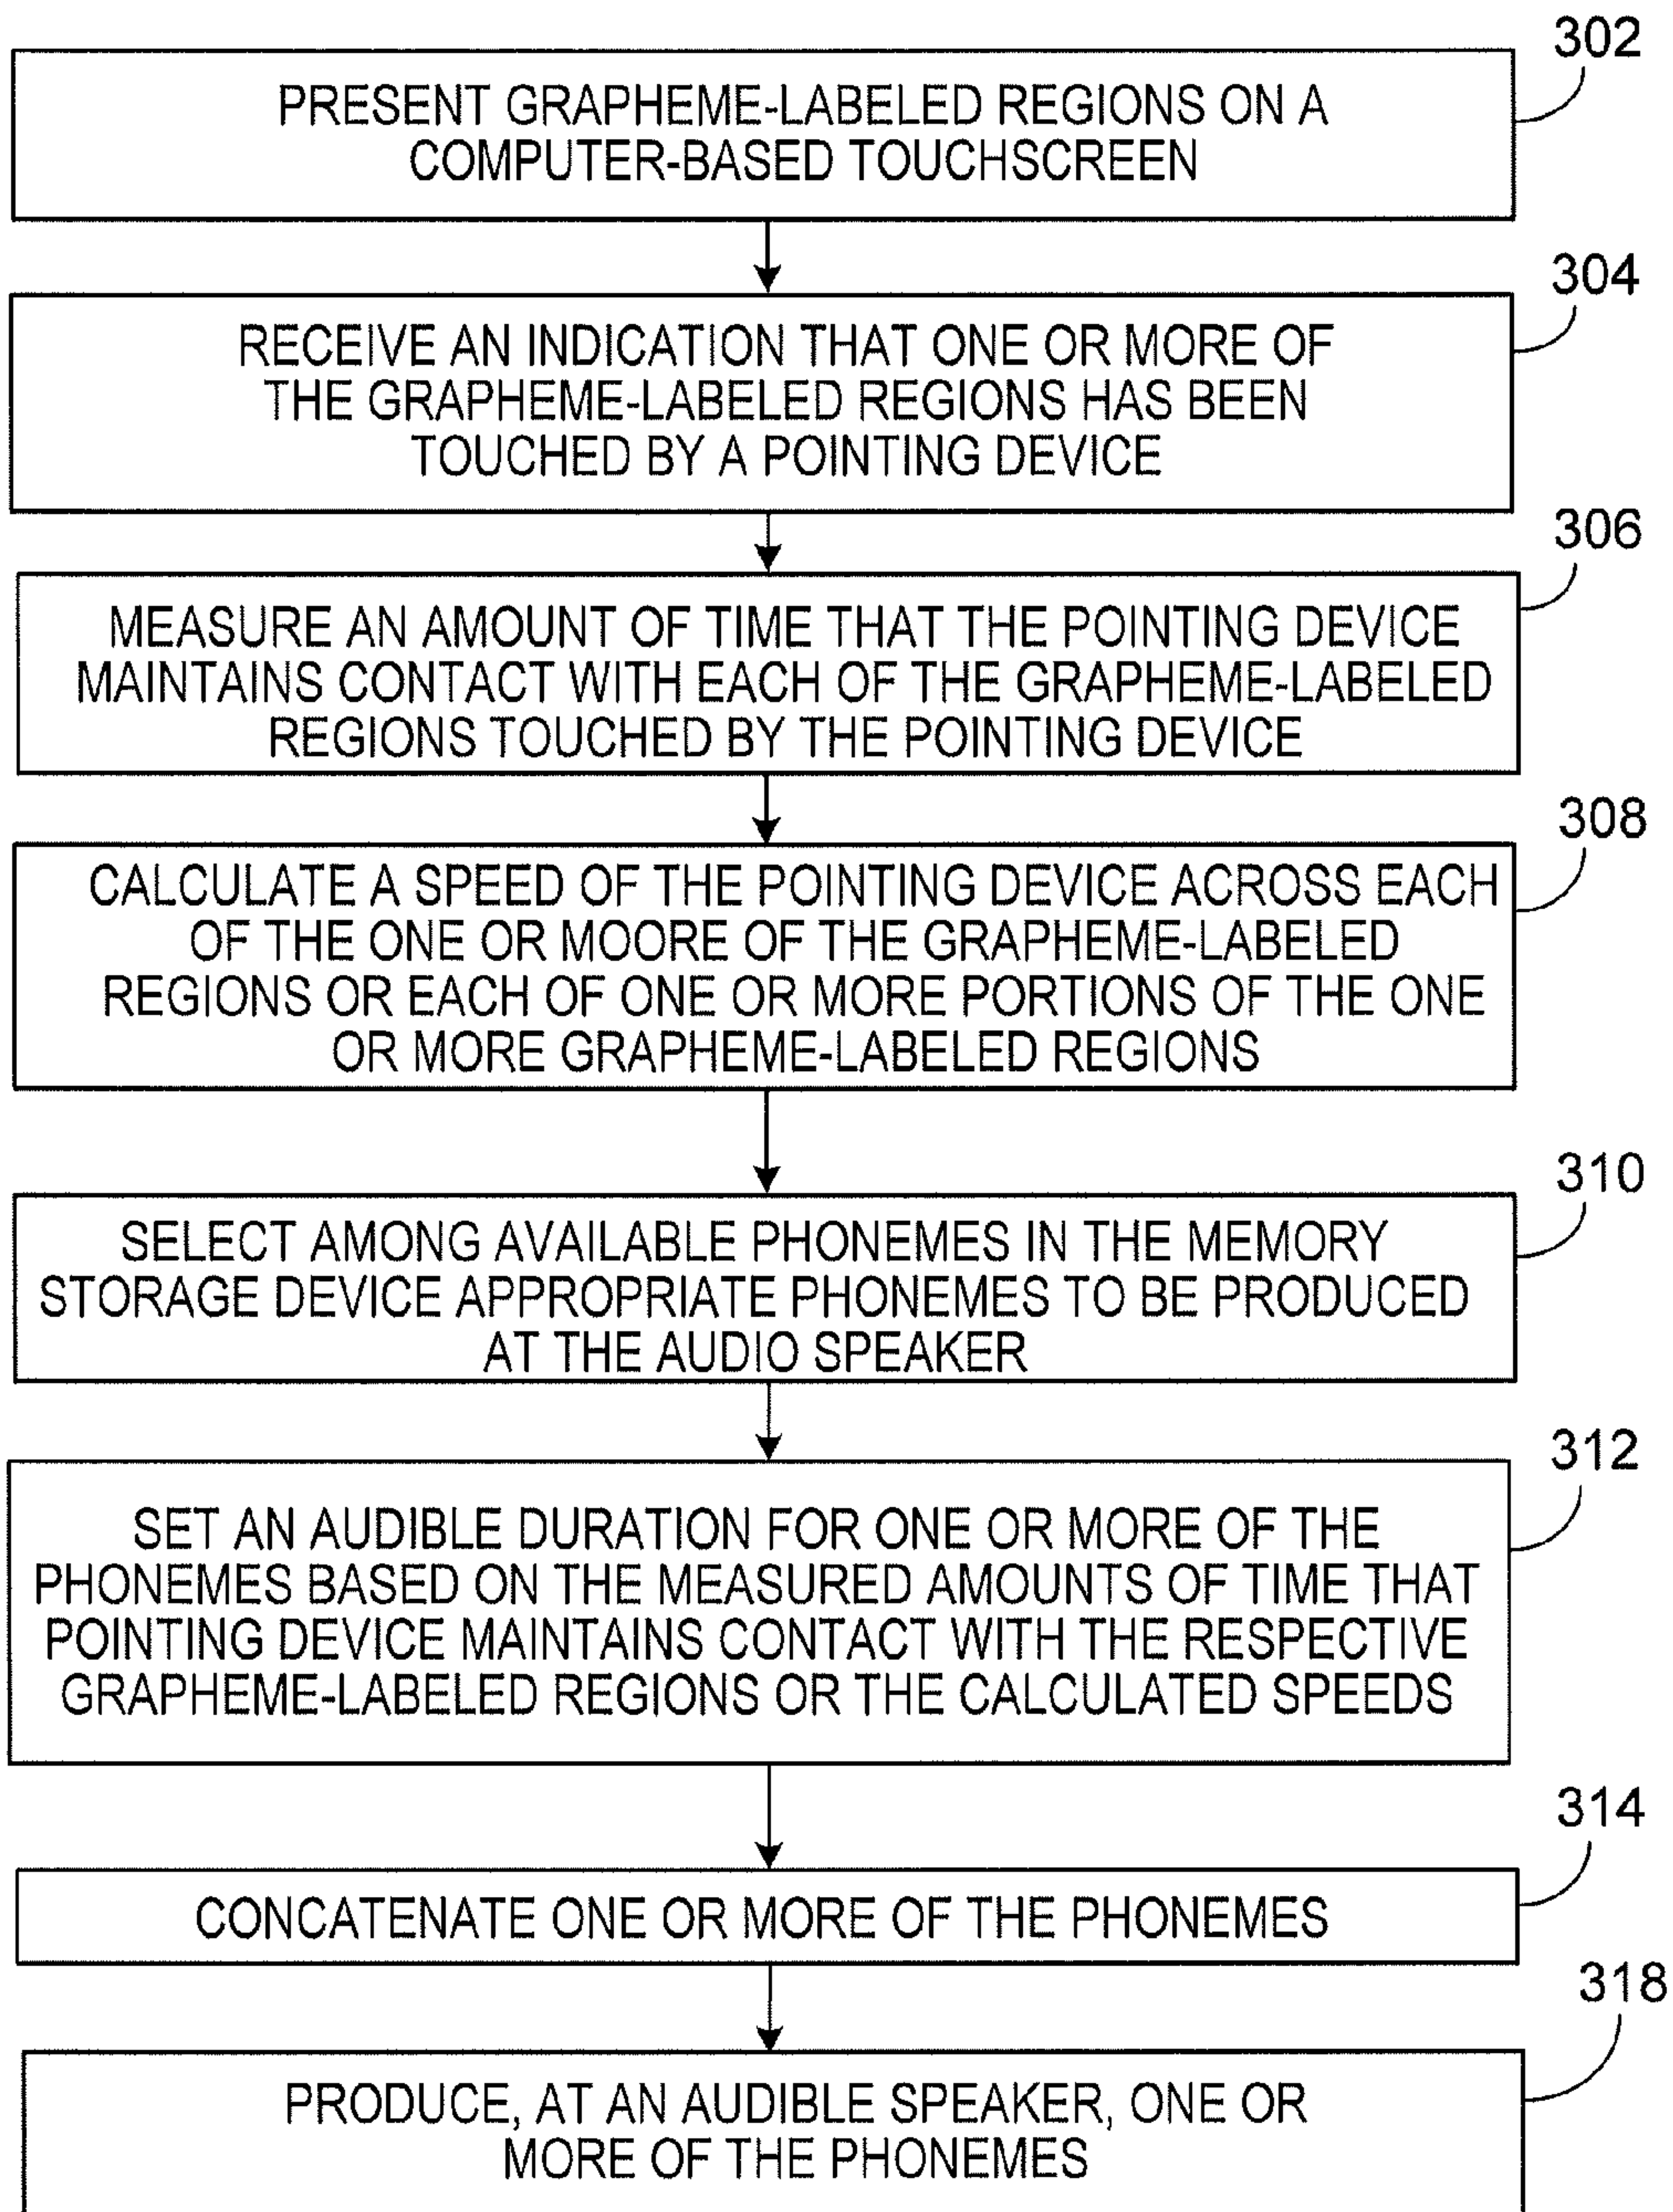 302
PRESENT GRAPHEME-LABELED REGIONS ON A
COMPUTER-BASED TOUCHSCREEN
304
RECEIVE AN INDICATION THAT ONE OR MORE OF
THE GRAPHEME-LABELED REGIONS HAS BEEN
TOUCHED BY A POINTING DEVICE
306
MEASURE AN AMOUNT OF TIME THAT THE POINTING DEVICE
MAINTAINS CONTACT WITH EACH OF THE GRAPHEME-LABELED
REGIONS TOUCHED BY THE POINTING DEVICE
308
CALCULATE A SPEED OF THE POINTING DEVICE ACROSS EACH
OF THE ONE OR MOORE OF THE GRAPHEME-LABELED
REGIONS OR EACH OF ONE OR MORE PORTIONS OF THE ONE
OR MORE GRAPHEME-LABELED REGIONS
310
SELECT AMONG AVAILABLE PHONEMES IN THE MEMORY
STORAGE DEVICE APPROPRIATE PHONEMES TO BE PRODUCED
AT THE AUDIO SPEAKER
312
SET AN AUDIBLE DURATION FOR ONE OR MORE OF THE
PHONEMES BASED ON THE MEASURED AMOUNTS OF TIME THAT
POINTING DEVICE MAINTAINS CONTACT WITH THE RESPECTIVE
GRAPHEME-LABELED REGIONS OR THE CALCULATED SPEEDS
314
CONCATENATE ONE OR MORE OF THE PHONEMES
318
PRODUCE, AT AN AUDIBLE SPEAKER, ONE OR
MORE OF THE PHONEMES